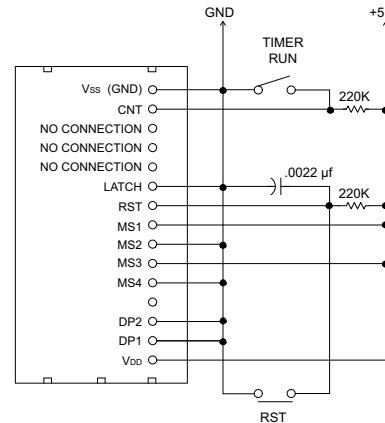 GND
+5
TIMER
RUN
Vss (GND)
CNT
220K
NO CONNECTION
NO CONNECTION
NO CONNECTION
LATCH
.0022 µf
220K
RST
MS1
MS2
MS3
MS4
DP2
DP1
VDD
RST